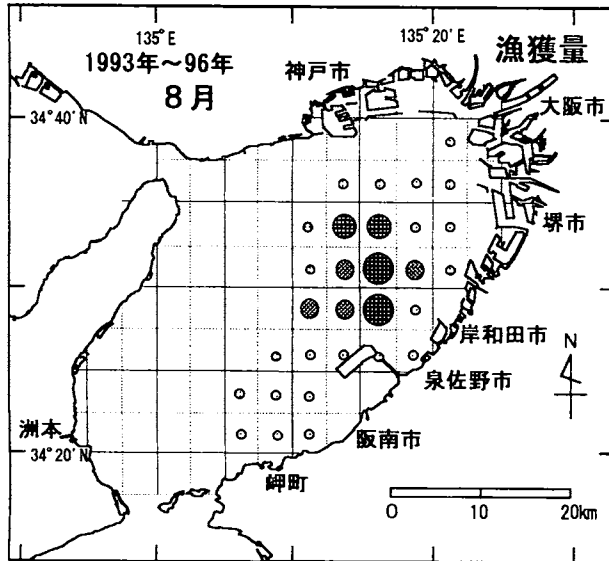 135°E
135°20'E
1993年～96年
8月
漁獲量
神戸市
大阪市
34°40'N
堺市
岸和田市
N
泉佐野市
洲本
阪南市
34°20'N
岬町
0 10 20km